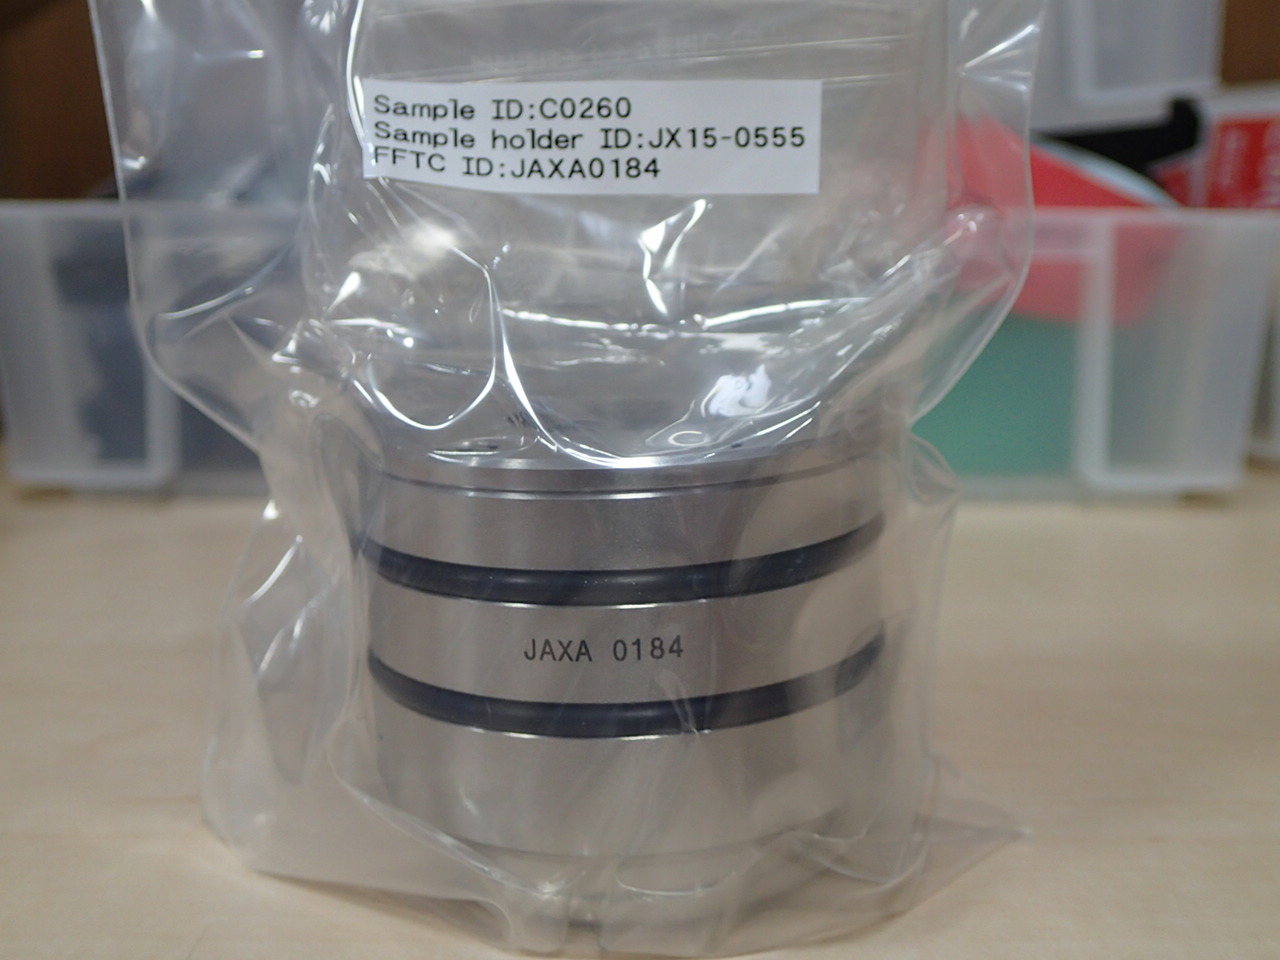 Sample ID:C0260
Sample holder ID:JX15-0555
FFTC ID:JAXA0184
JAXA 0184